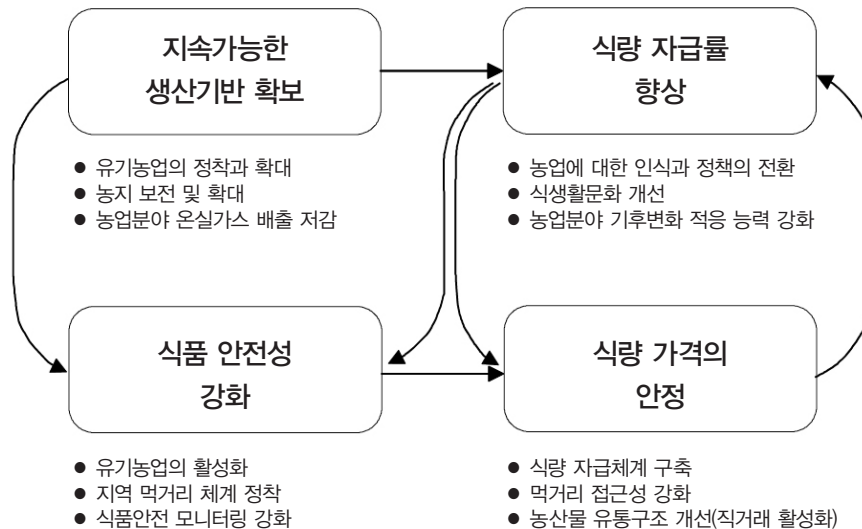 지속가능한
생산기반 확보
● 유기농업의 정착과 확대
● 농지 보전 및 확대
● 농업분야 온실가스 배출 저감
식량 자급률
향상
● 농업에 대한 인식과 정책의 전환
● 식생활문화 개선
● 농업분야 기후변화 적응 능력 강화
식품 안전성
강화
● 유기농업의 활성화
● 지역 먹거리 체계 정착
● 식품안전 모니터링 강화
식량 가격의
안정
● 식량 자급체계 구축
● 먹거리 접근성 강화
● 농산물 유통구조 개선(직거래 활성화)